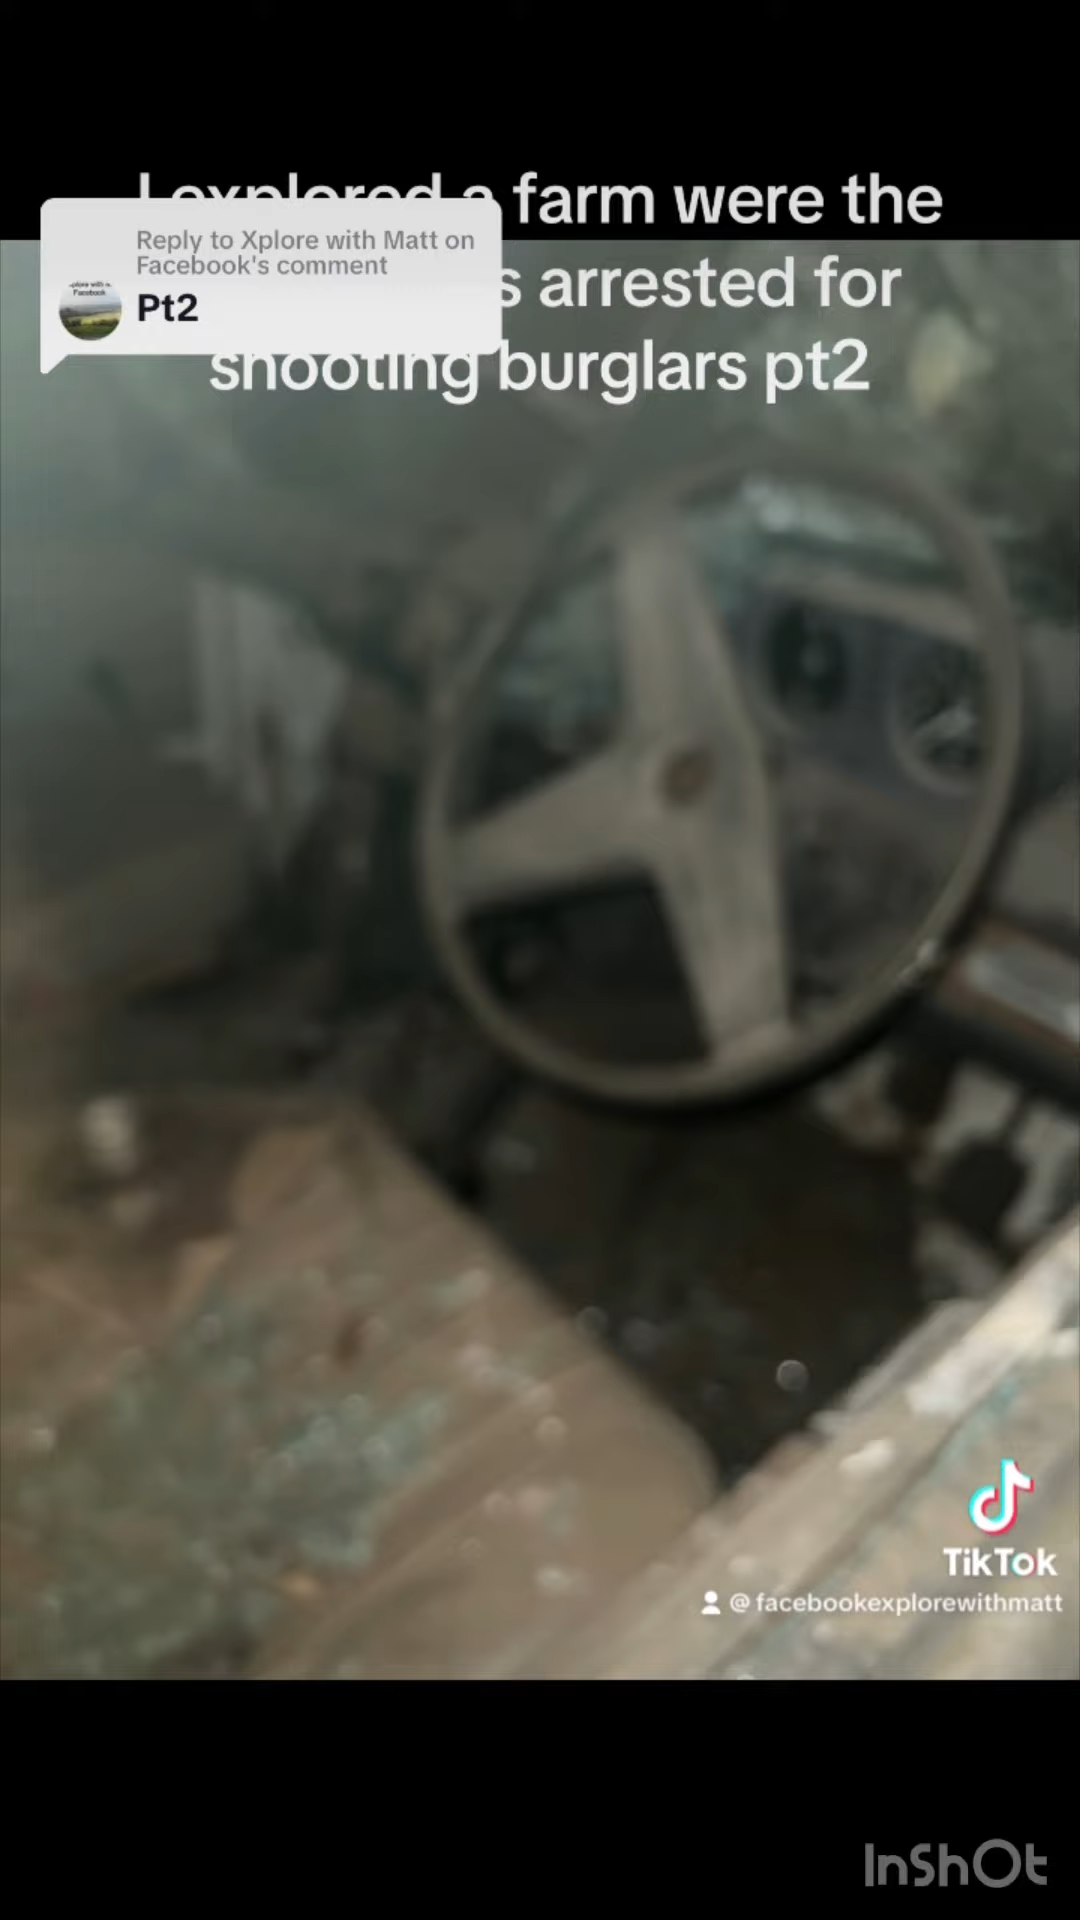 I explored a farm were the
Reply to Xplore with Matt on
Facebook's comment
Pt2
s arrested for
shooting burglars pt2
TikTok
@facebookexplorewithmatt
InShOt